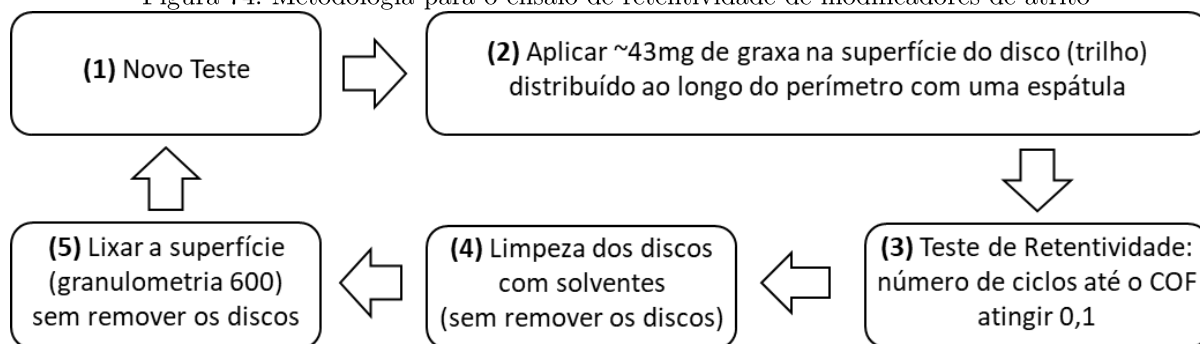 Figura 74: Metodologia para o ensaio de retentividade de modificadores de atrito
(1) Novo Teste
(2) Aplicar ~43mg de graxa na superfície do disco (trilho)
distribuído ao longo do perímetro com uma espátula
(3) Teste de Retentividade:
número de ciclos até o COF
atingir 0,1
(4) Limpeza dos discos
com solventes
(sem remover os discos)
(5) Lixar a superfície
(granulometria 600)
sem remover os discos